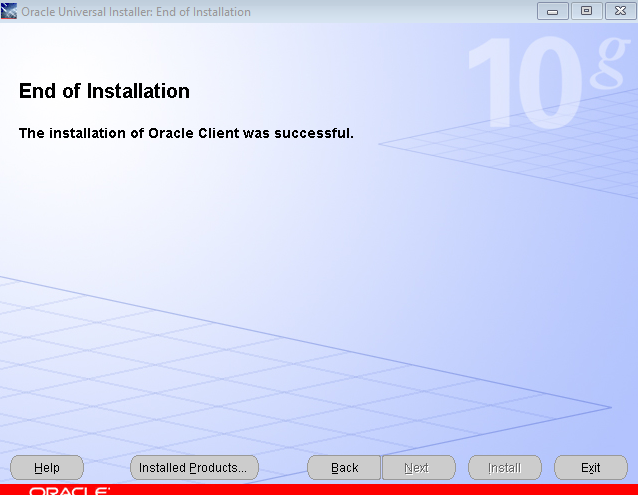 Oracle Universal Installer: End of Installation
10g
End of Installation
The installation of Oracle Client was successful.
Help Installed Products... Back Next Install Exit
ORACLE